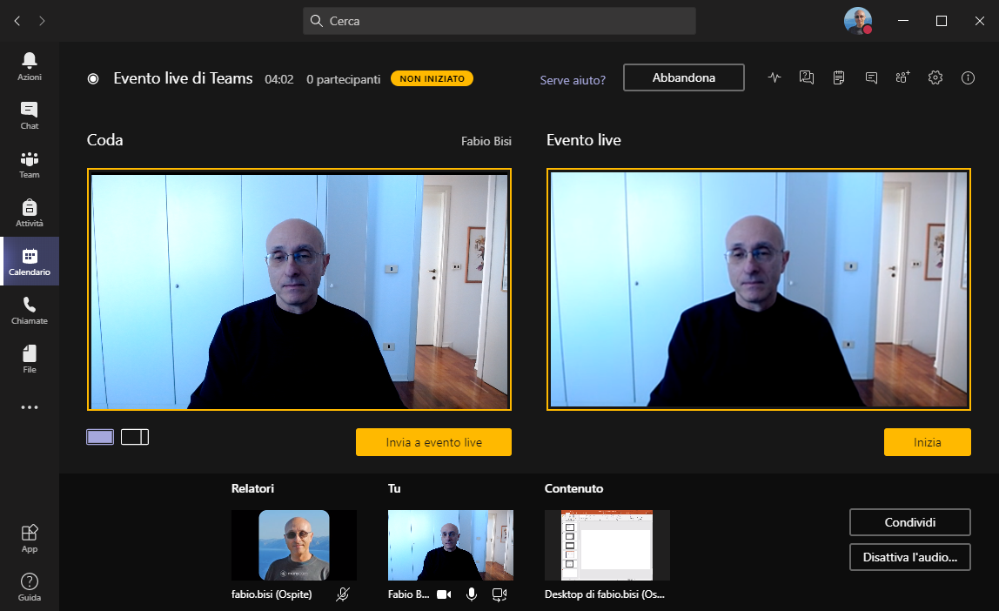 Cerca
Azioni
Chat
Team
Attività
Calendario
Chiamate
File
App
Guida
Evento live di Teams 04:02 0 partecipanti NON INIZIATO Serve aiuto? Abbandona
Coda Fabio Bisi Evento live
Invia a evento live Inizia
Relatori Tu Contenuto
Condividi
Disattiva l'audio...
fabio.bisi (Ospite) Fabio B... Desktop di fabio.bisi (Os...